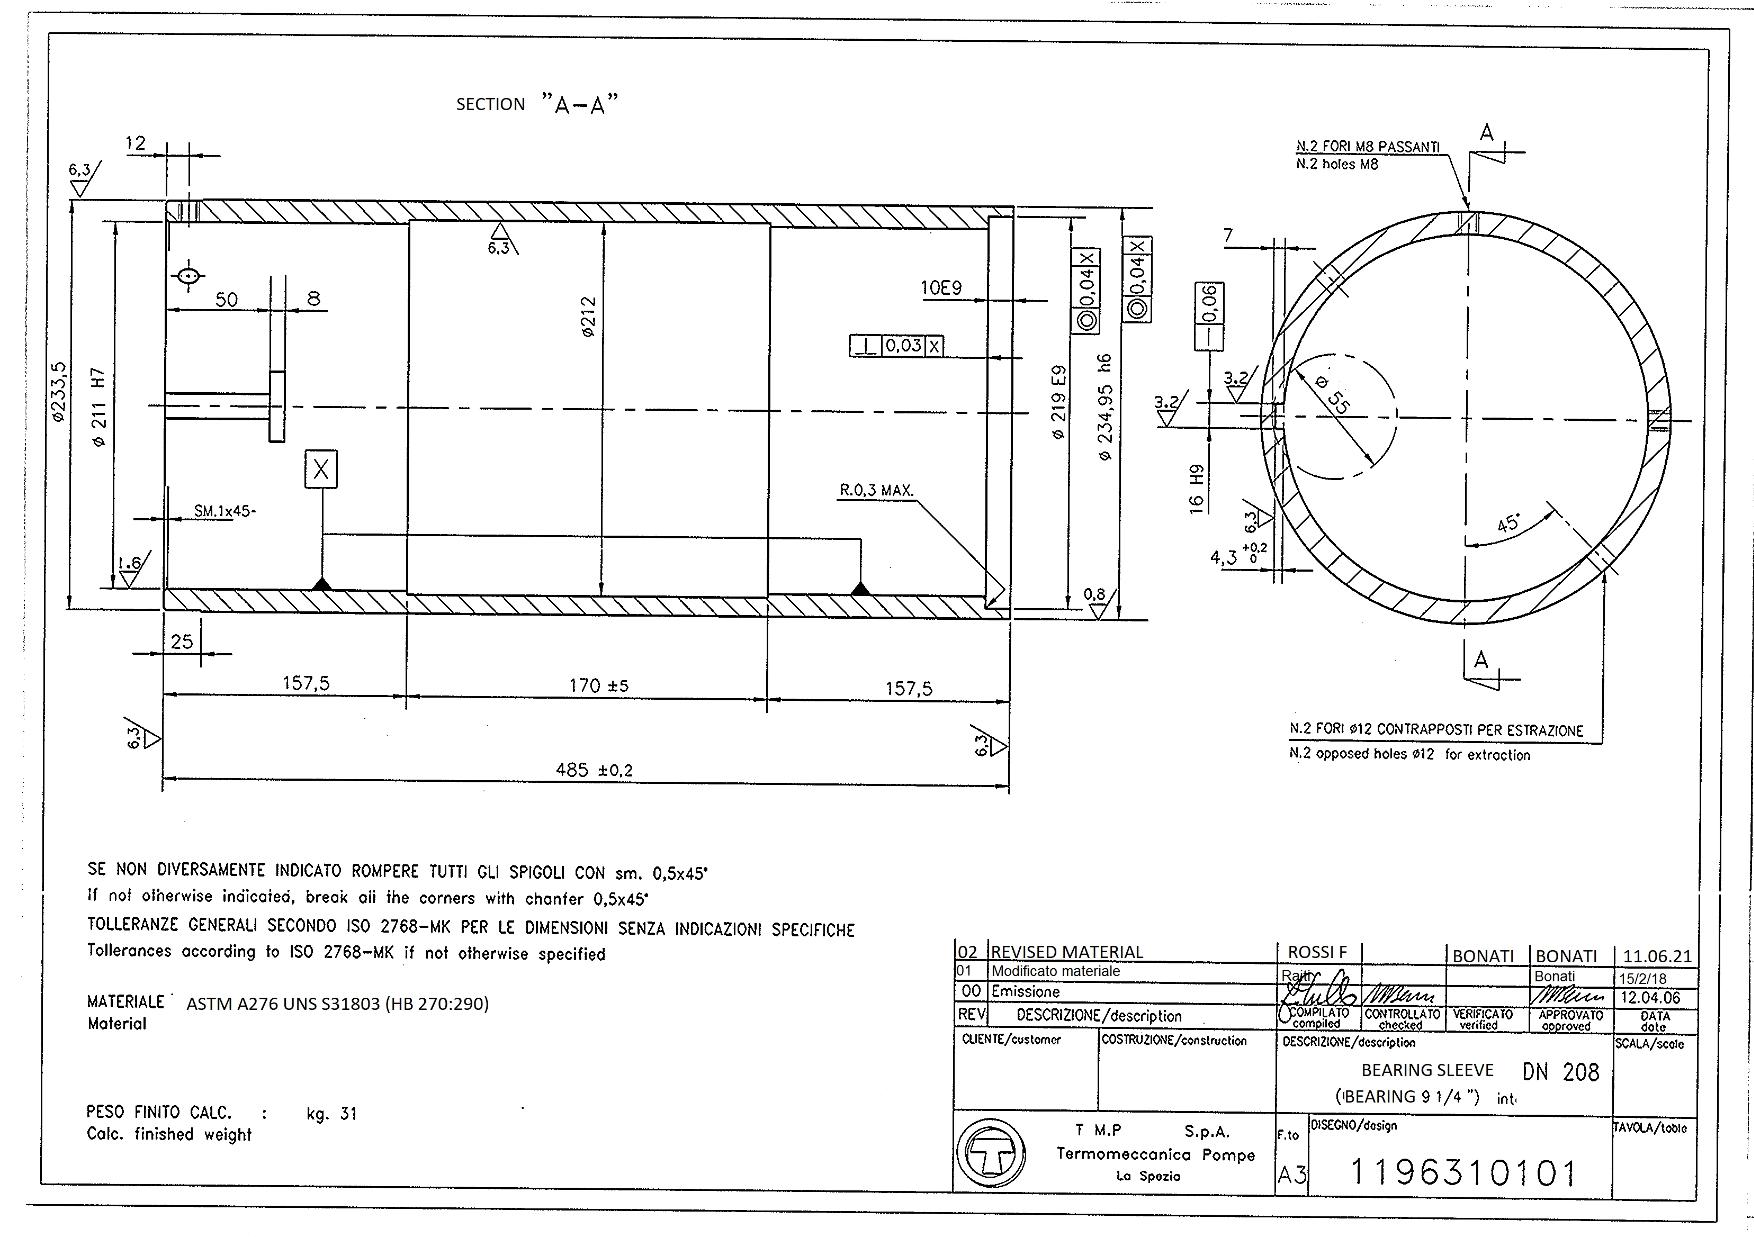 SECTION "A-A"
12
6,3
6,3
50
8
ø233,5
ø 211 H7
ø212
10E9
⟂ 0,03 X
◎ 0,04 X
◎ 0,04 X
ø 219 E9
ø 234,95 h6
X
R.0,3 MAX.
SM.1x45-
1.6
0,8
25
157,5
170 ±5
157,5
6,3
6,3
485 ±0,2
A
N.2 FORI M8 PASSANTI
N.2 holes M8
7
0,06
3.2
3.2
ø 55
16 H9
6,3
45°
4,3 +0,2 0
A
N.2 FORI ø12 CONTRAPPOSTI PER ESTRAZIONE
N.2 opposed holes ø12 for extraction
SE NON DIVERSAMENTE INDICATO ROMPERE TUTTI GLI SPIGOLI CON sm. 0,5x45°
If not otherwise indicated, break all the corners with chanfer 0,5x45°
TOLLERANZE GENERALI SECONDO ISO 2768-MK PER LE DIMENSIONI SENZA INDICAZIONI SPECIFICHE
Tollerances according to ISO 2768-MK if not otherwise specified
MATERIALE ASTM A276 UNS S31803 (HB 270:290)
Material
PESO FINITO CALC. : kg. 31
Calc. finished weight
02 REVISED MATERIAL ROSSI F BONATI BONATI 11.06.21
01 Modificato materiale Bonati 15/2/18
00 Emissione 12.04.06
REV DESCRIZIONE/description COMPILATO compiled CONTROLLATO checked VERIFICATO verified APPROVATO approved DATA date
CLIENTE/customer COSTRUZIONE/construction DESCRIZIONE/description SCALA/scale
BEARING SLEEVE DN 208
(BEARING 9 1/4 ") int.
T M.P S.p.A.
Termomeccanica Pompe
La Spezia
F.to
A3
DISEGNO/design
1196310101
TAVOLA/table